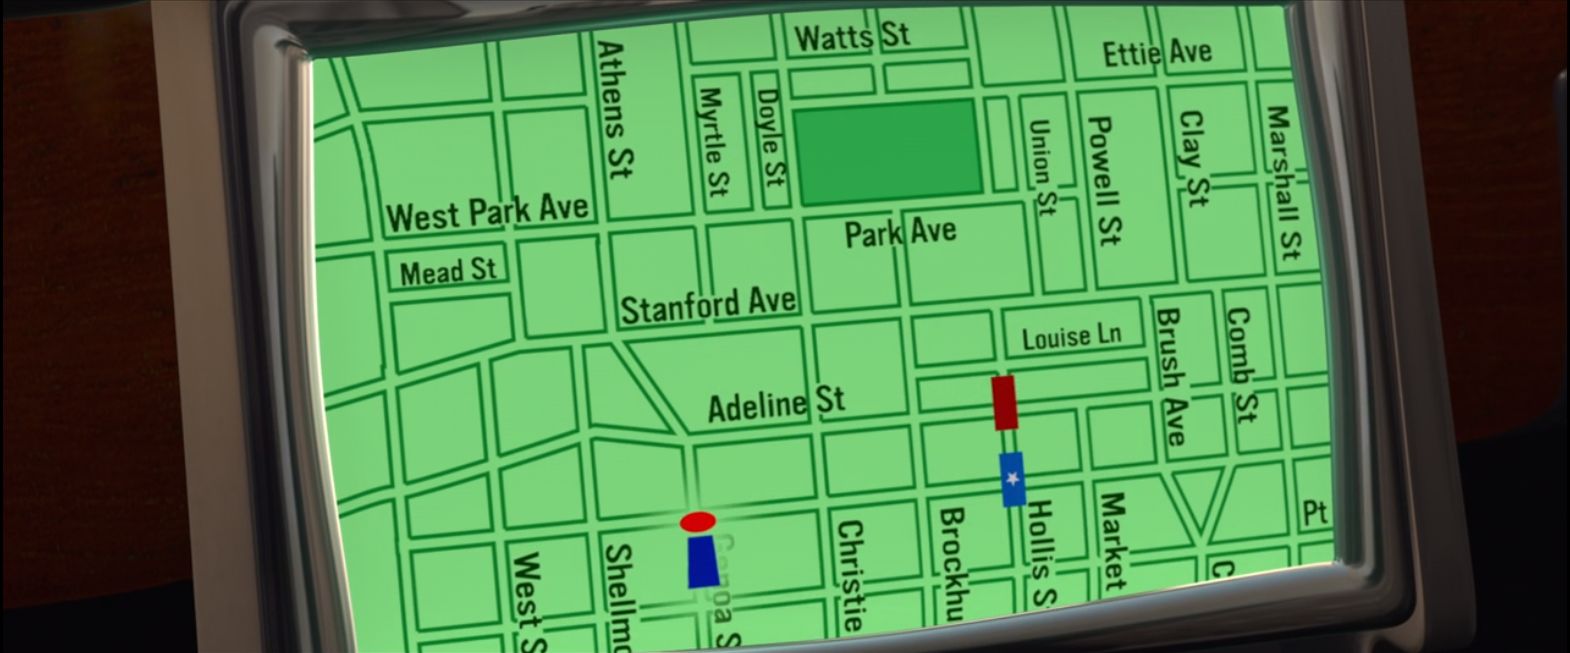 Watts St
Ettie Ave
Athens St
Myrtle St
Doyle St
Union St
Powell St
Clay St
Marshall St
West Park Ave
Park Ave
Mead St
Stanford Ave
Louise Ln
Brush Ave
Comb St
Adeline St
West S
Shellmo
Genoa S
Christie
Brockhu
Hollis S
Market
C
Pt